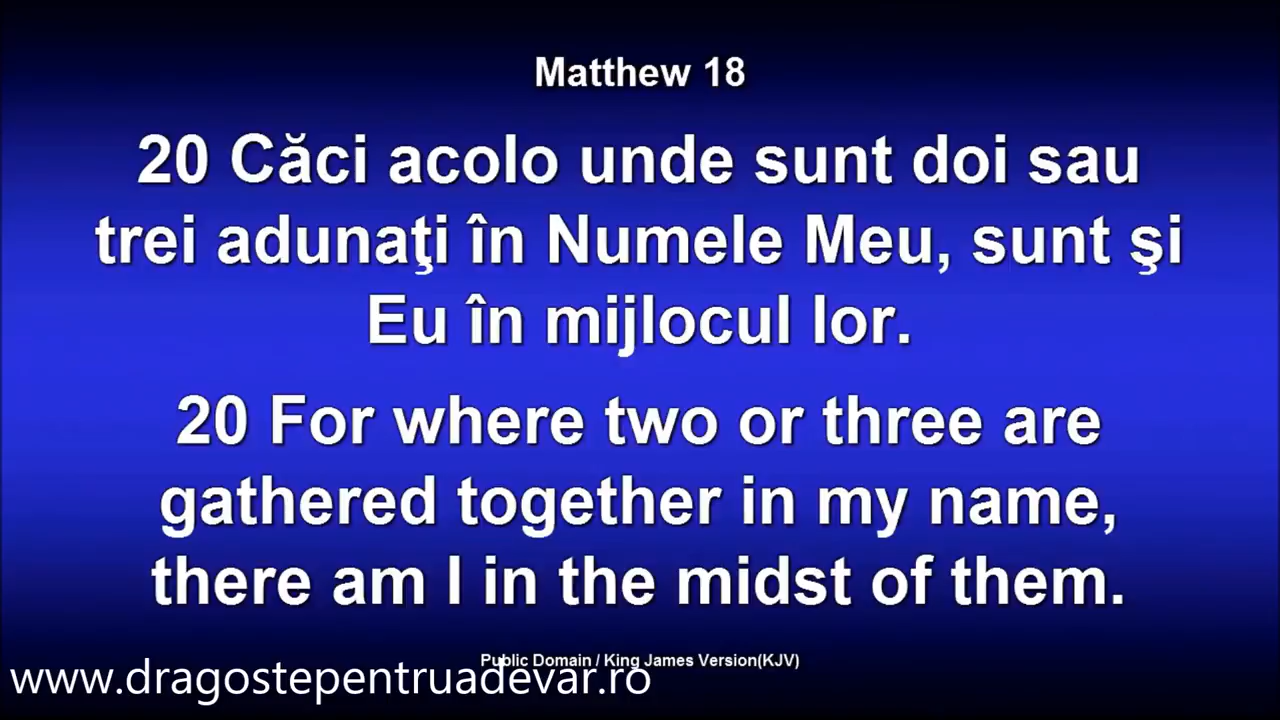 Matthew 18
20 Căci acolo unde sunt doi sau
trei adunaţi în Numele Meu, sunt şi
Eu în mijlocul lor.
20 For where two or three are
gathered together in my name,
there am I in the midst of them.
Public Domain / King James Version(KJV)
www.dragostepentruadevar.ro